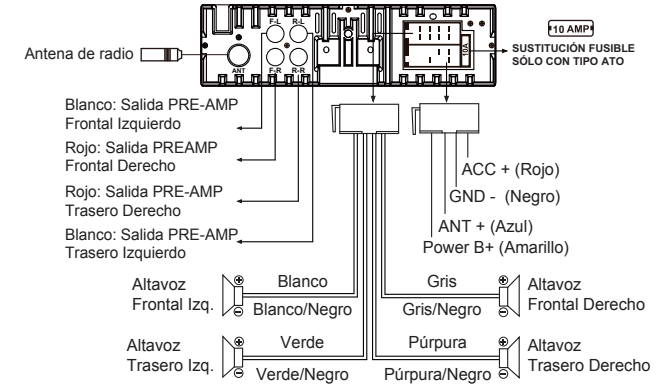 F-L R-L
10 AMP
Antena de radio
ANT
F-R R-R
10A
SUSTITUCIÓN FUSIBLE
SÓLO CON TIPO ATO
Blanco: Salida PRE-AMP
Frontal Izquierdo
Rojo: Salida PREAMP
Frontal Derecho
Rojo: Salida PRE-AMP
Trasero Derecho
Blanco: Salida PRE-AMP
Trasero Izquierdo
ACC + (Rojo)
GND - (Negro)
ANT + (Azul)
Power B+ (Amarillo)
Altavoz
Frontal Izq.
Blanco
Blanco/Negro
Gris
Gris/Negro
Altavoz
Frontal Derecho
Altavoz
Trasero Izq.
Verde
Verde/Negro
Púrpura
Púrpura/Negro
Altavoz
Trasero Derecho